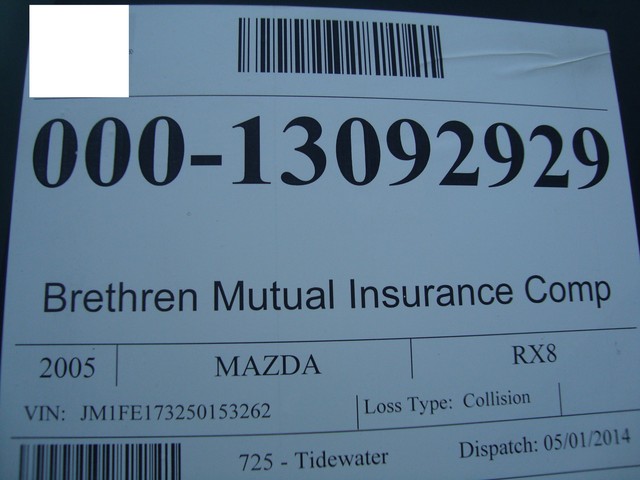 000-13092929
Brethren Mutual Insurance Comp
2005 MAZDA RX8
VIN: JM1FE173250153262 Loss Type: Collision
725 - Tidewater Dispatch: 05/01/2014